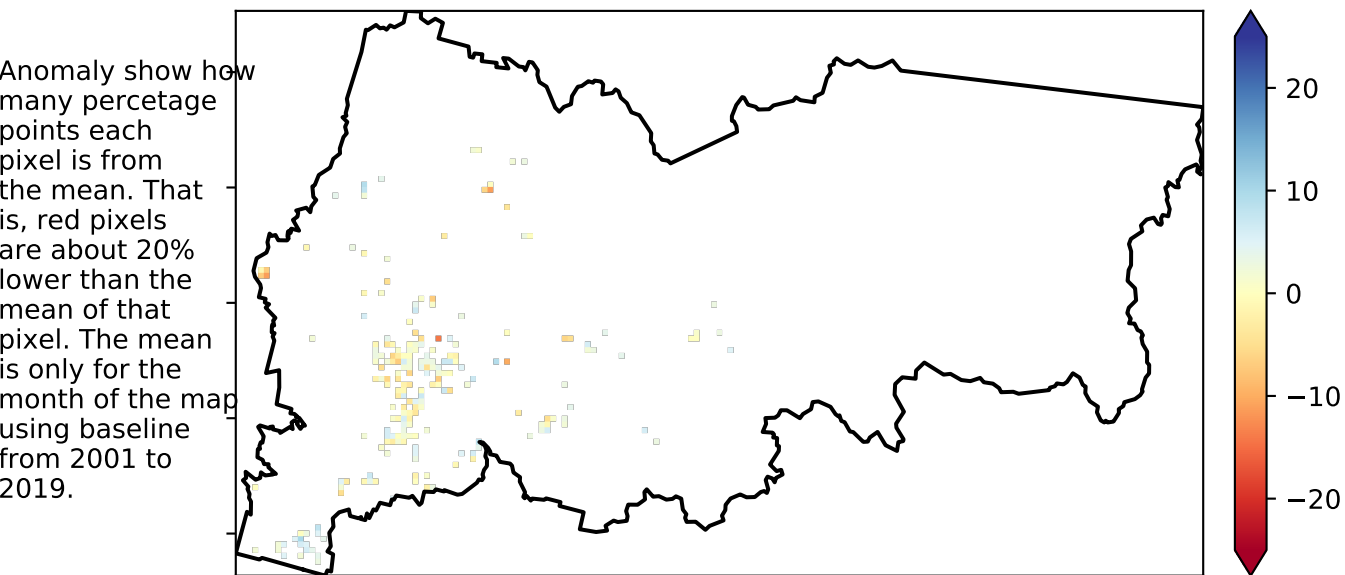 Anomaly show how
many percetage
points each
pixel is from
the mean. That
is, red pixels
are about 20%
lower than the
mean of that
pixel. The mean
is only for the
month of the map
using baseline
from 2001 to
2019.
20
10
0
−10
−20